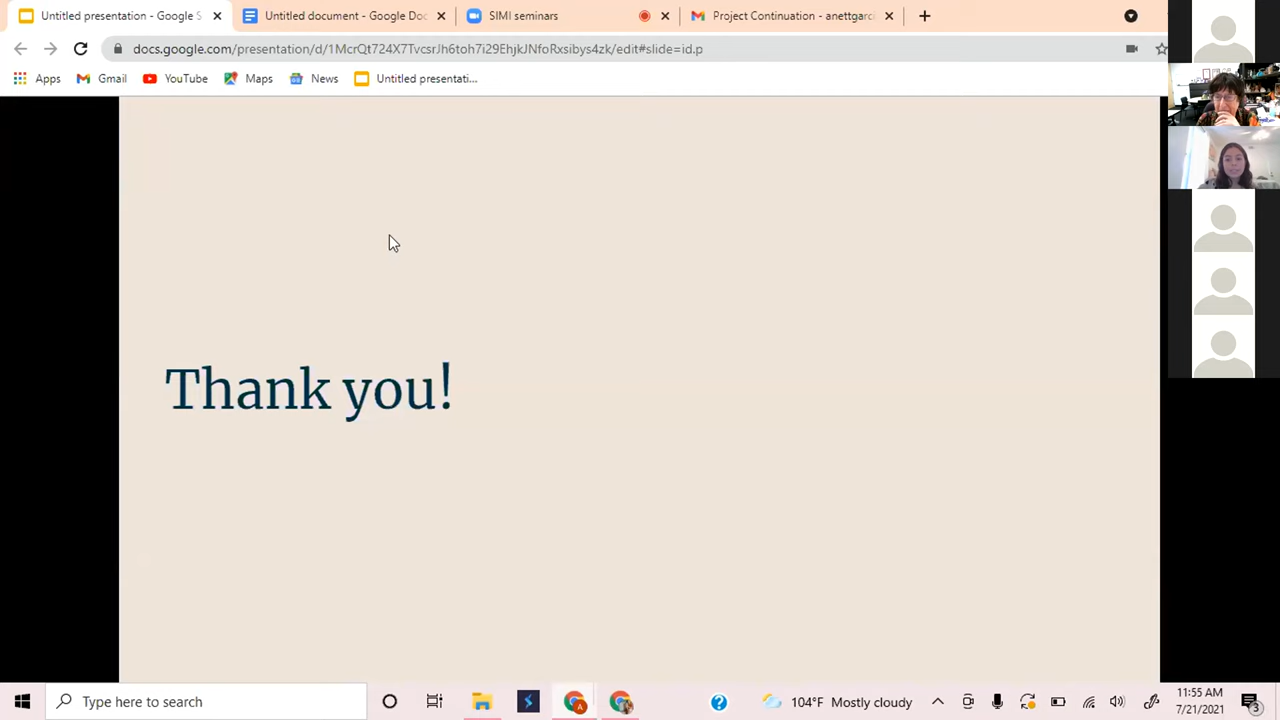 Untitled presentation - Google S
Untitled document - Google Doc
SIMI seminars
Project Continuation - anettgarc
docs.google.com/presentation/d/1McrQt724X7TvcsrJh6toh7i29EhjkJNfoRxsibys4zk/edit#slide=id.p
Apps
Gmail
YouTube
Maps
News
Untitled presentati...
Thank you!
Type here to search
104°F Mostly cloudy
11:55 AM
7/21/2021
3